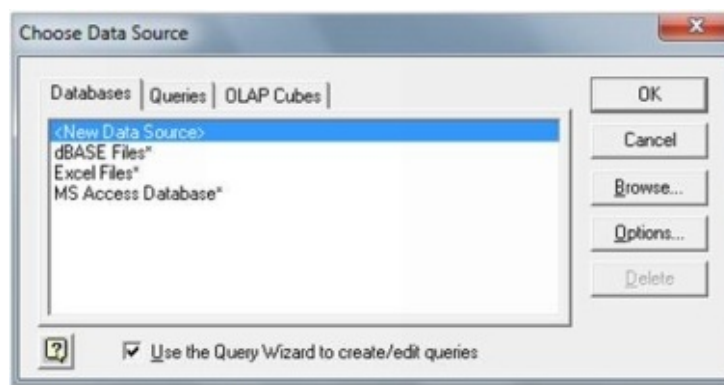 Choose Data Source
Databases Queries OLAP Cubes
<New Data Source>
dBASE Files*
Excel Files*
MS Access Database*
OK
Cancel
Browse...
Options...
Delete
? Use the Query Wizard to create/edit queries